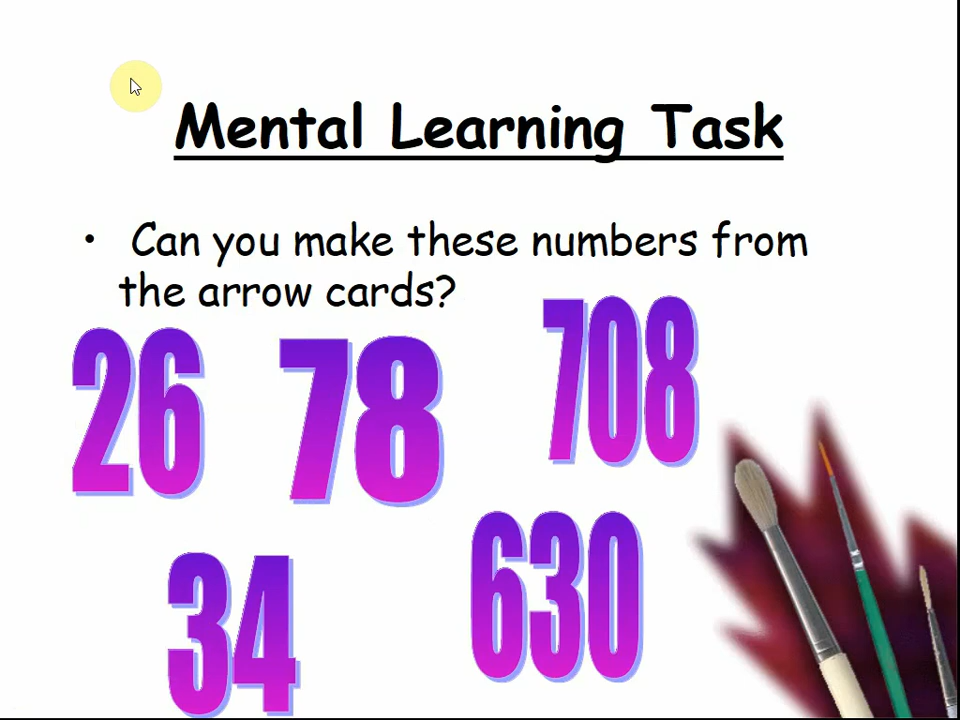 Mental Learning Task
• Can you make these numbers from
the arrow cards?
26 78 708
34 630